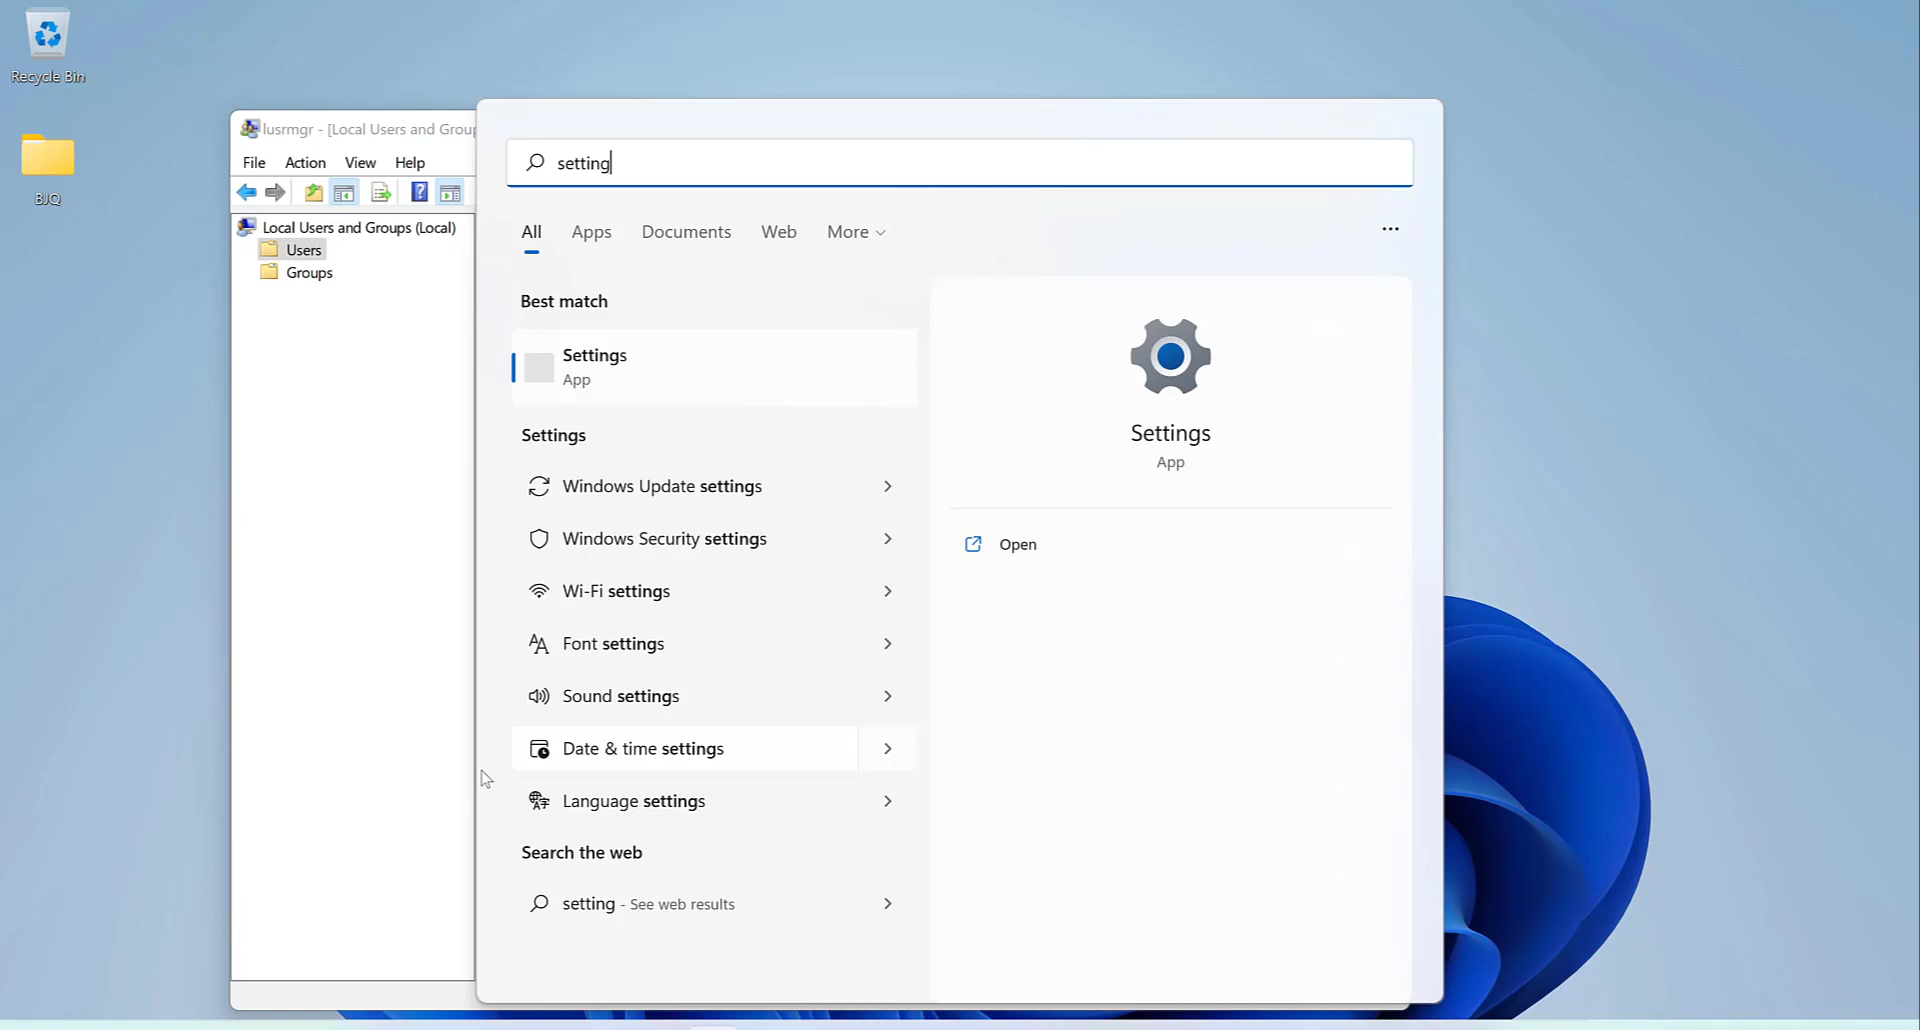 Recycle Bin
BJQ
lusrmgr - [Local Users and Group
File Action View Help
Local Users and Groups (Local)
Users
Groups
setting
All Apps Documents Web More
Best match
Settings
App
Settings
Windows Update settings
Windows Security settings
Wi-Fi settings
Font settings
Sound settings
Date & time settings
Language settings
Search the web
setting - See web results
Settings
App
Open